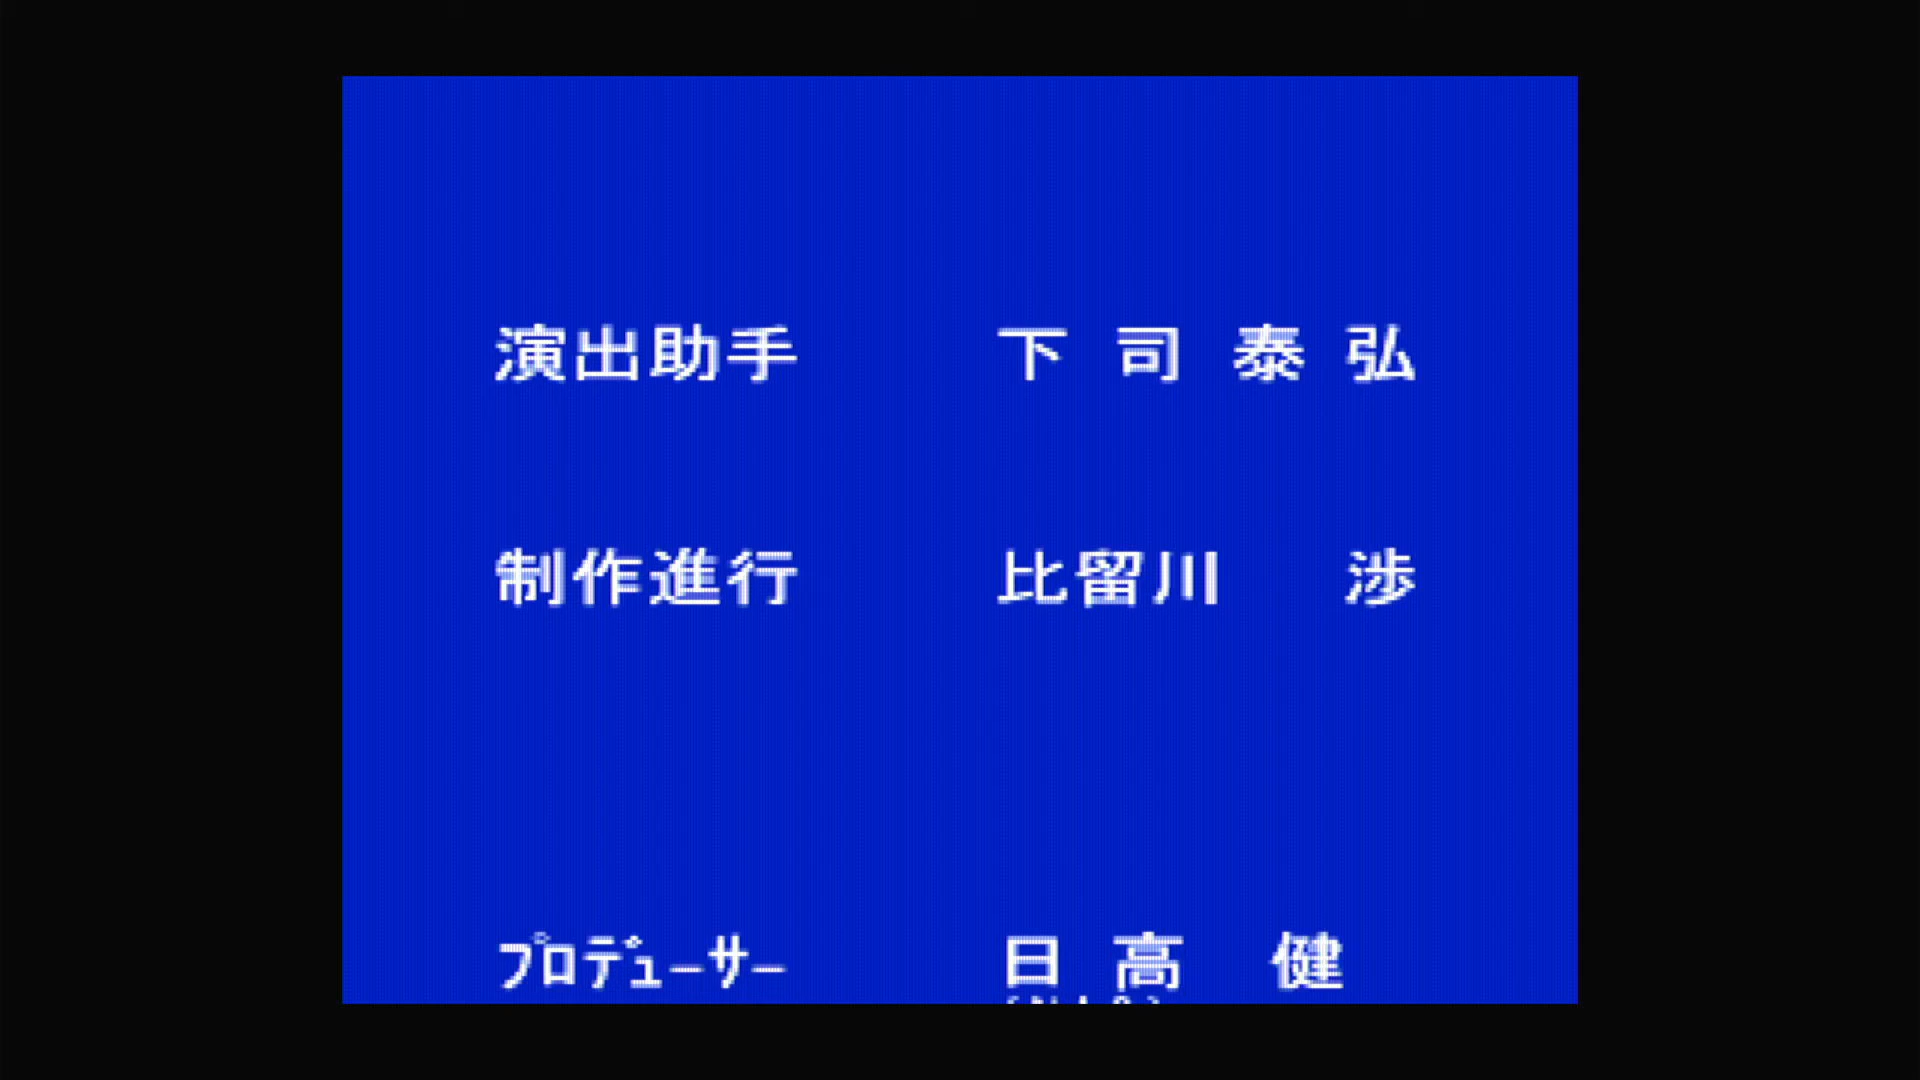 演出助手 下司泰弘
制作進行 比留川 渉
プロデューサー 日高 健